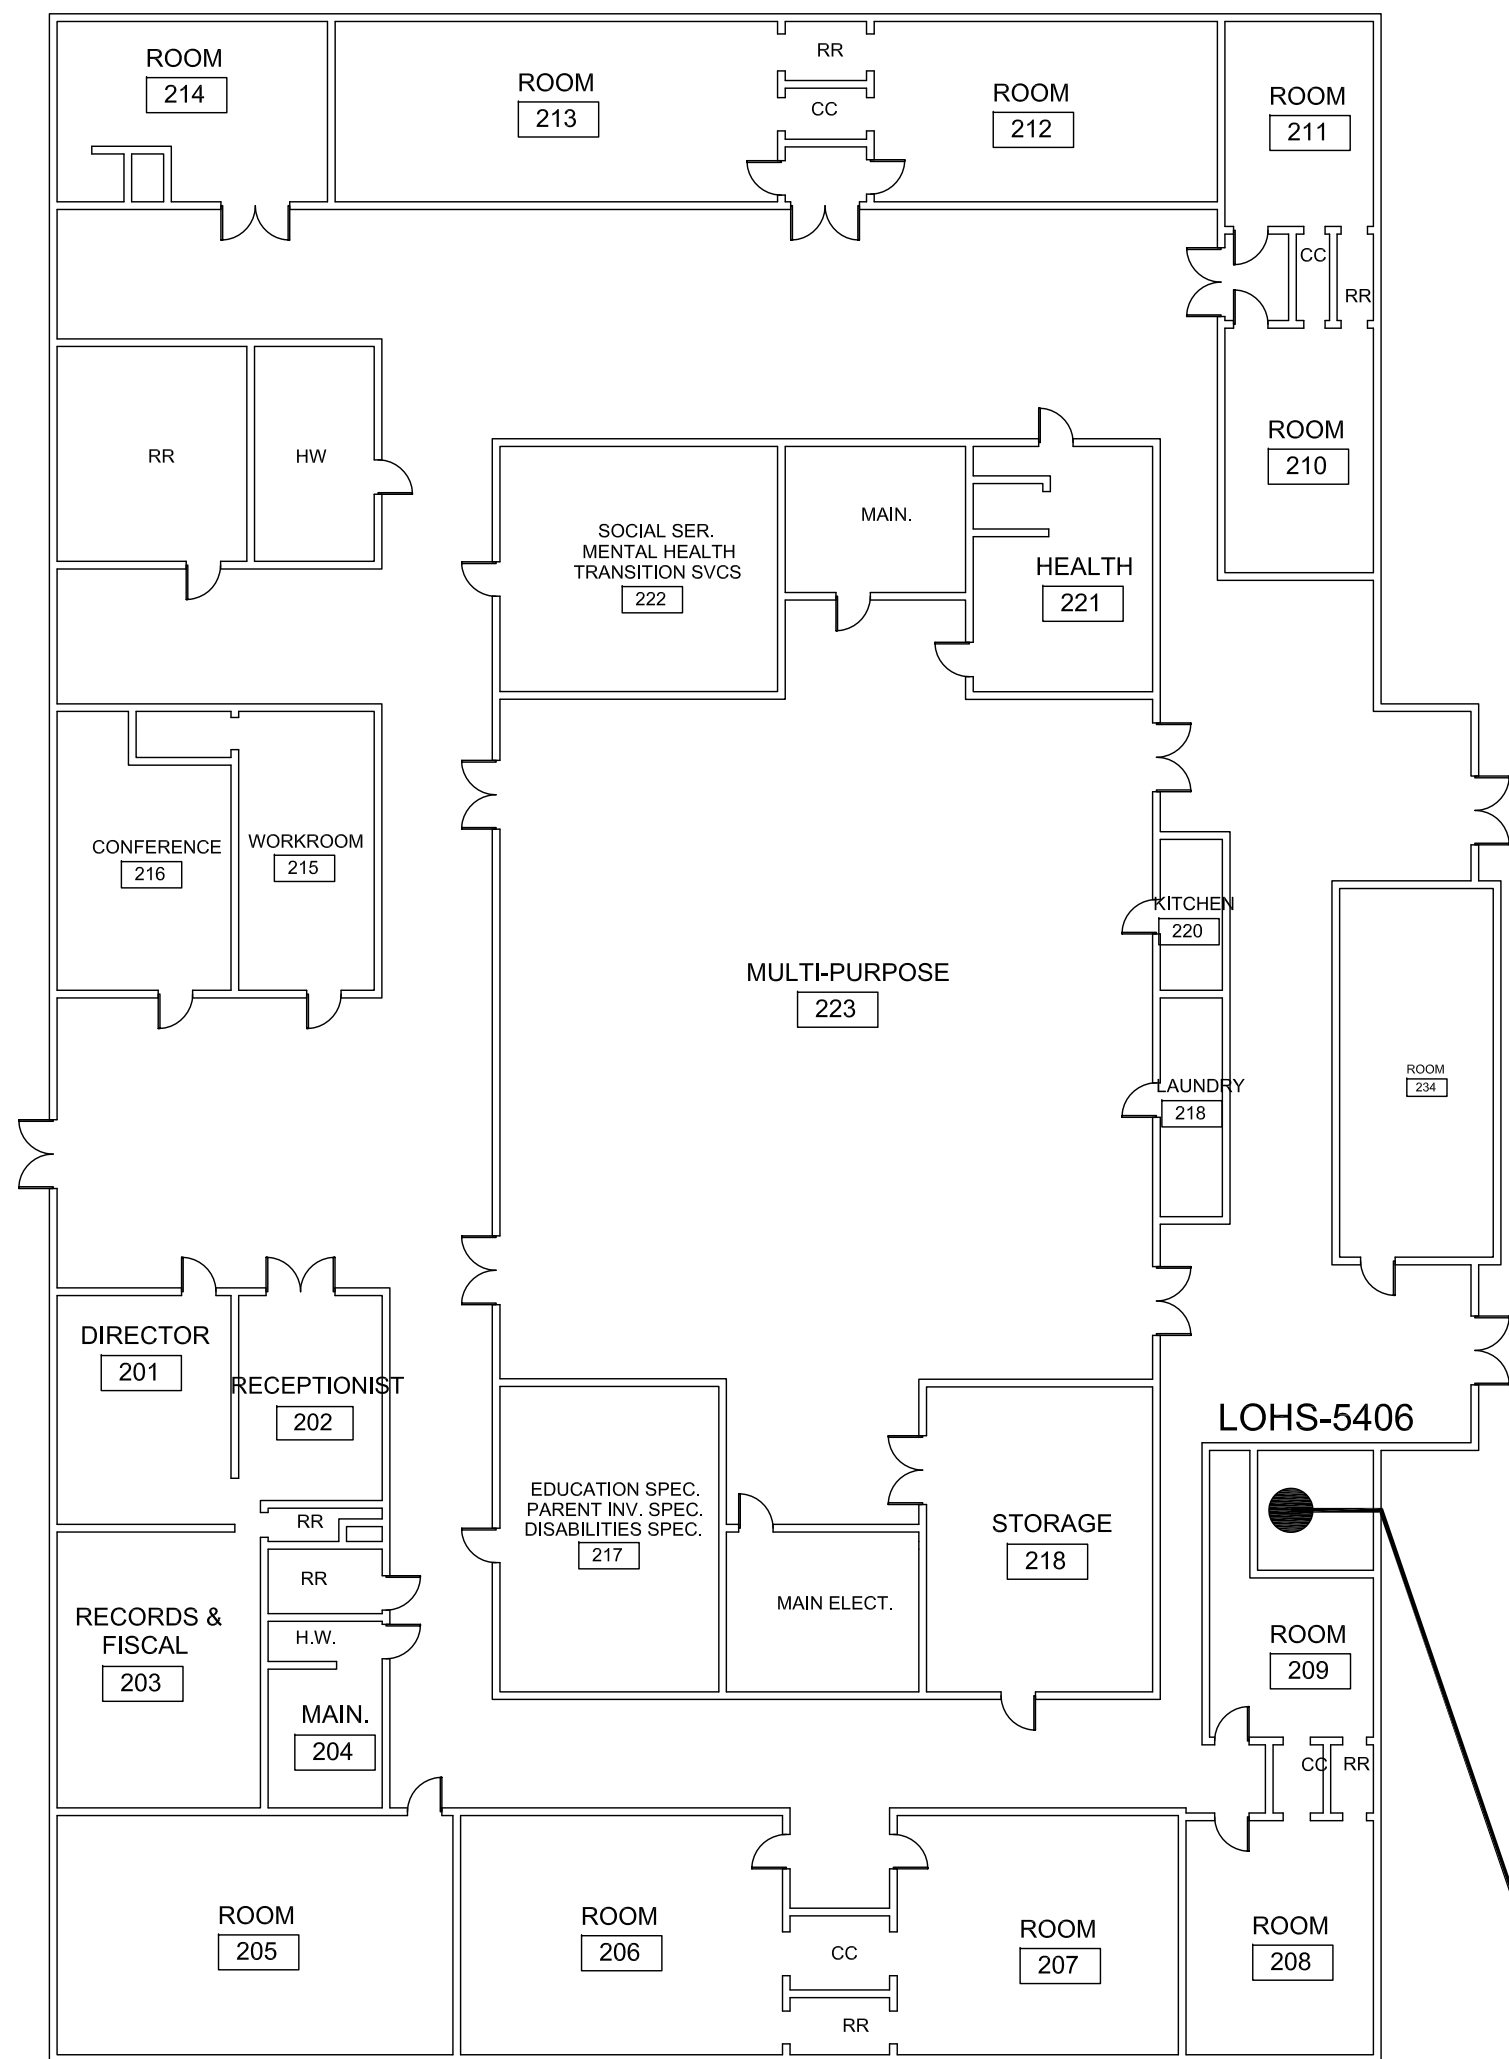 ROOM
214
ROOM
213
RR
CC
ROOM
212
ROOM
211
CC
RR
ROOM
210
RR
HW
SOCIAL SER.
MENTAL HEALTH
TRANSITION SVCS
222
MAIN.
HEALTH
221
CONFERENCE
216
WORKROOM
215
KITCHEN
220
MULTI-PURPOSE
223
LAUNDRY
218
ROOM
234
DIRECTOR
201
RECEPTIONIST
202
LOHS-5406
EDUCATION SPEC.
PARENT INV. SPEC.
DISABILITIES SPEC.
217
RR
RR
STORAGE
218
MAIN ELECT.
RECORDS &
FISCAL
203
H.W.
MAIN.
204
ROOM
209
CC
RR
ROOM
205
ROOM
206
CC
RR
ROOM
207
ROOM
208